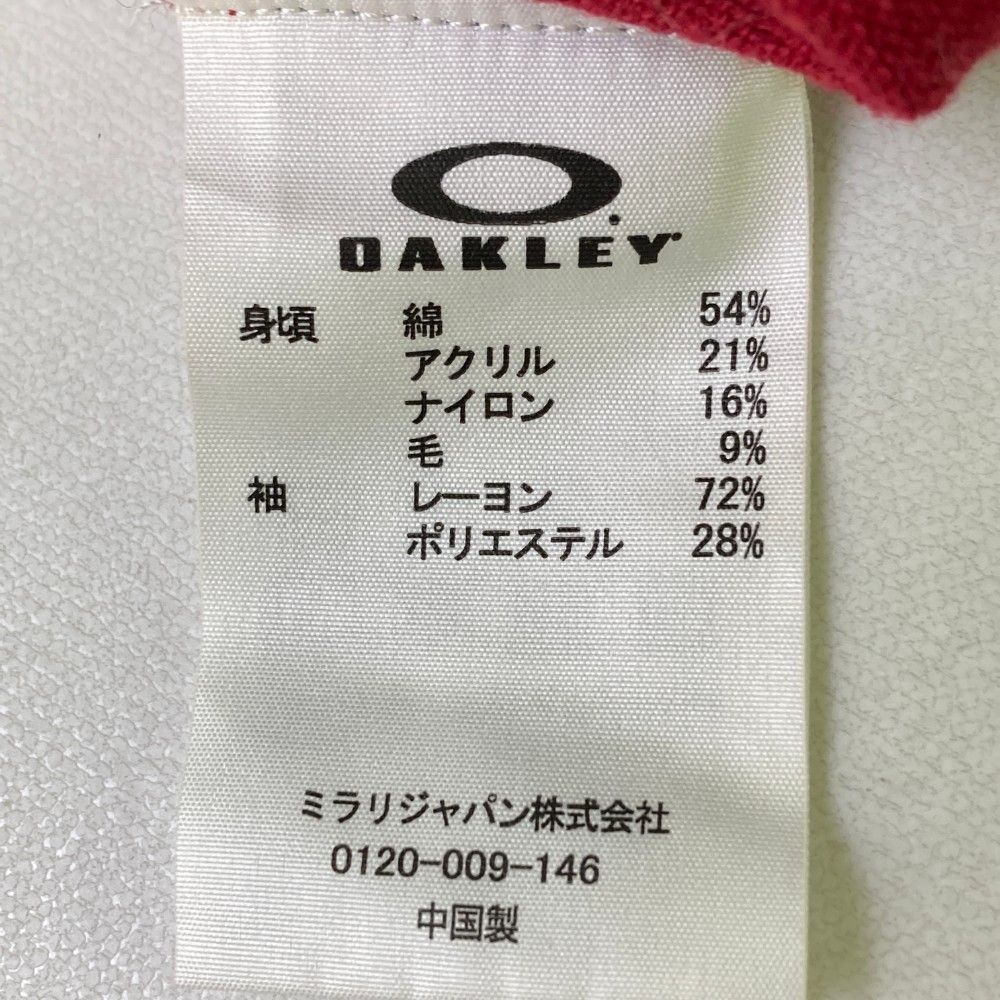 OAKLEY
身頃 綿 54%
アクリル 21%
ナイロン 16%
毛 9%
袖 レーヨン 72%
ポリエステル 28%
ミラリジャパン株式会社
0120-009-146
中国製